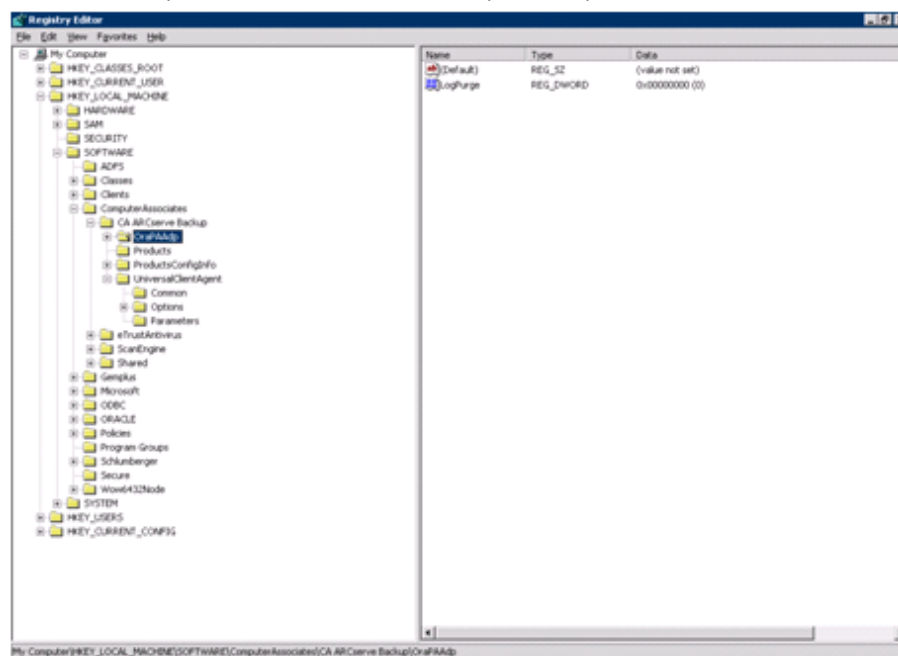 Registry Editor
File Edit View Favorites Help
My Computer
HKEY_CLASSES_ROOT
HKEY_CURRENT_USER
HKEY_LOCAL_MACHINE
HARDWARE
SAM
SECURITY
SOFTWARE
ADFS
Classes
Clients
ComputerAssociates
CA ARCserve Backup
OraPAAdp
Products
ProductsConfigInfo
UniversalClientAgent
Common
Options
Parameters
eTrustAntivirus
ScanEngine
Shared
Gemplus
Microsoft
ODBC
ORACLE
Policies
Program Groups
Schlumberger
Secure
Wow6432Node
SYSTEM
HKEY_USERS
HKEY_CURRENT_CONFIG
Name Type Data
(Default) REG_SZ (value not set)
LogPurge REG_DWORD 0x00000000 (0)
My Computer\HKEY_LOCAL_MACHINE\SOFTWARE\ComputerAssociates\CA ARCserve Backup\OraPAAdp